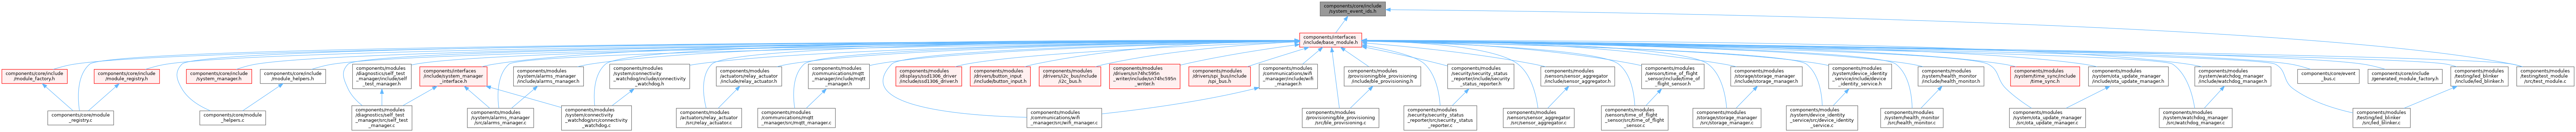 components/core/include
/system_event_ids.h
components/interfaces
/include/base_module.h
components/core/include
/module_factory.h
components/core/include
/module_registry.h
components/core/include
/system_manager.h
components/core/include
/module_helpers.h
components/modules
/diagnostics/self_test
_manager/include/self
_test_manager.h
components/interfaces
/include/system_manager
_interface.h
components/modules
/system/alarms_manager
/include/alarms_manager.h
components/modules
/system/connectivity
_watchdog/include/connectivity
_watchdog.h
components/modules
/actuators/relay_actuator
/include/relay_actuator.h
components/modules
/communications/mqtt
_manager/include/mqtt
_manager.h
components/modules
/displays/ssd1306_driver
/include/ssd1306_driver.h
components/modules
/drivers/button_input
/include/button_input.h
components/modules
/drivers/i2c_bus/include
/i2c_bus.h
components/modules
/drivers/st74hc595n
_writer/include/st74hc595n
_writer.h
components/modules
/drivers/spi_bus/include
/spi_bus.h
components/modules
/communications/wifi
_manager/include/wifi
_manager.h
components/modules
/provisioning/ble_provisioning
/include/ble_provisioning.h
components/modules
/security/security_status
_reporter/include/security
_status_reporter.h
components/modules
/sensors/sensor_aggregator
/include/sensor_aggregator.h
components/modules
/sensors/time_of_flight
_sensor/include/time_of
_flight_sensor.h
components/modules
/storage/storage_manager
/include/storage_manager.h
components/modules
/system/device_identity
_service/include/device
_identity_service.h
components/modules
/system/health_monitor
/include/health_monitor.h
components/modules
/system/time_sync/include
/time_sync.h
components/modules
/system/ota_update_manager
/include/ota_update_manager.h
components/modules
/system/watchdog_manager
/include/watchdog_manager.h
components/core/event
_bus.c
components/core/include
/generated_module_factory.h
components/modules
/testing/led_blinker
/include/led_blinker.h
components/modules
/testing/test_module
/src/test_module.c
components/core/module
_registry.c
components/core/module
_helpers.c
components/modules
/diagnostics/self_test
_manager/src/self_test
_manager.c
components/modules
/system/alarms_manager
/src/alarms_manager.c
components/modules
/system/connectivity
_watchdog/src/connectivity
_watchdog.c
components/modules
/actuators/relay_actuator
/src/relay_actuator.c
components/modules
/communications/mqtt
_manager/src/mqtt_manager.c
components/modules
/communications/wifi
_manager/src/wifi_manager.c
components/modules
/provisioning/ble_provisioning
/src/ble_provisioning.c
components/modules
/security/security_status
_reporter/src/security_status
_reporter.c
components/modules
/sensors/sensor_aggregator
/src/sensor_aggregator.c
components/modules
/sensors/time_of_flight
_sensor/src/time_of_flight
_sensor.c
components/modules
/storage/storage_manager
/src/storage_manager.c
components/modules
/system/device_identity
_service/src/device_identity
_service.c
components/modules
/system/health_monitor
/src/health_monitor.c
components/modules
/system/ota_update_manager
/src/ota_update_manager.c
components/modules
/system/watchdog_manager
/src/watchdog_manager.c
components/modules
/testing/led_blinker
/src/led_blinker.c